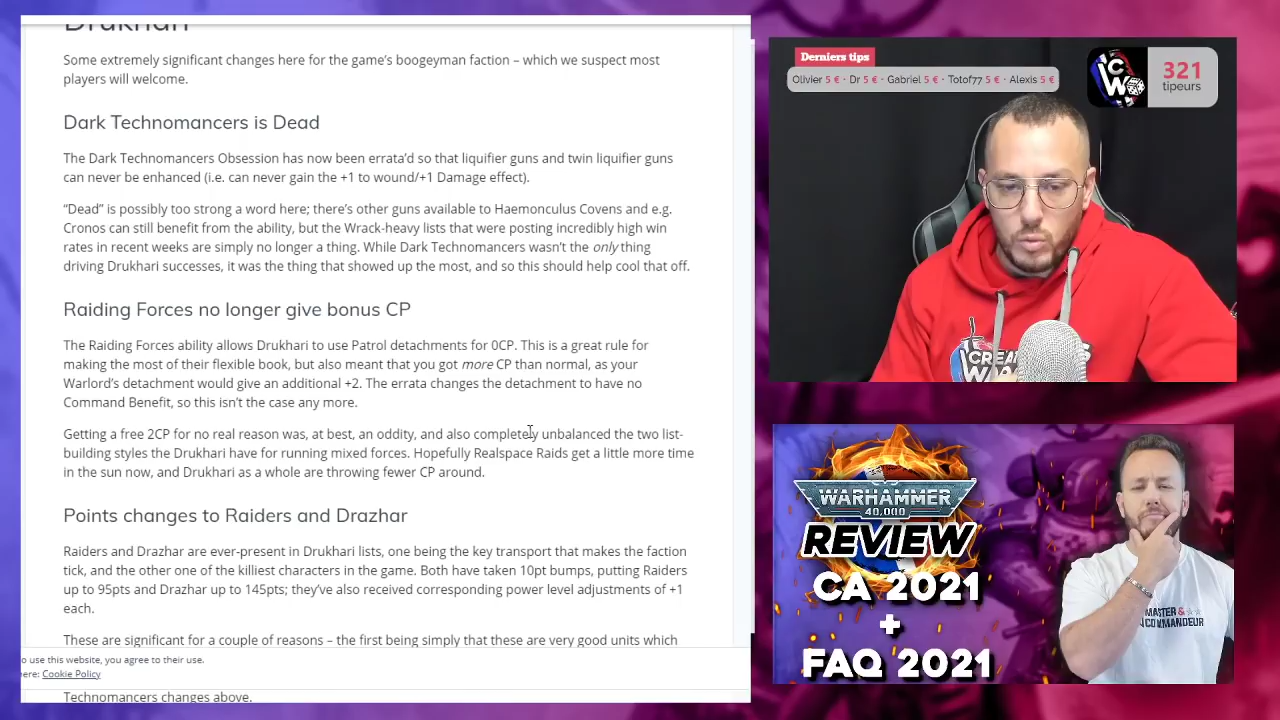 Drukhari
Some extremely significant changes here for the game's boogeyman faction – which we suspect most
players will welcome.
Dark Technomancers is Dead
The Dark Technomancers Obsession has now been errata'd so that liquifier guns and twin liquifier guns
can never be enhanced (i.e. can never gain the +1 to wound/+1 Damage effect).
“Dead” is possibly too strong a word here; there's other guns available to Haemonculus Covens and e.g.
Cronos can still benefit from the ability, but the Wrack-heavy lists that were posting incredibly high win
rates in recent weeks are simply no longer a thing. While Dark Technomancers wasn't the only thing
driving Drukhari successes, it was the thing that showed up the most, and so this should help cool that off.
Raiding Forces no longer give bonus CP
The Raiding Forces ability allows Drukhari to use Patrol detachments for 0CP. This is a great rule for
making the most of their flexible book, but also meant that you got more CP than normal, as your
Warlord's detachment would give an additional +2. The errata changes the detachment to have no
Command Benefit, so this isn't the case any more.
Getting a free 2CP for no real reason was, at best, an oddity, and also completely unbalanced the two list-
building styles the Drukhari have for running mixed forces. Hopefully Realspace Raids get a little more time
in the sun now, and Drukhari as a whole are throwing fewer CP around.
Points changes to Raiders and Drazhar
Raiders and Drazhar are ever-present in Drukhari lists, one being the key transport that makes the faction
tick, and the other one of the killiest characters in the game. Both have taken 10pt bumps, putting Raiders
up to 95pts and Drazhar up to 145pts; they've also received corresponding power level adjustments of +1
each.
These are significant for a couple of reasons – the first being simply that these are very good units which
o use this website, you agree to their use.
ere: Cookie Policy
Technomancers changes above.
Derniers tips
Olivier 5 € · Dr 5 € · Gabriel 5 € · Totof77 5 € · Alexis 5 €
CW
321
tipeurs
WARHAMMER
40,000
REVIEW
CA 2021
+
FAQ 2021
MASTER &
COMMANDEUR